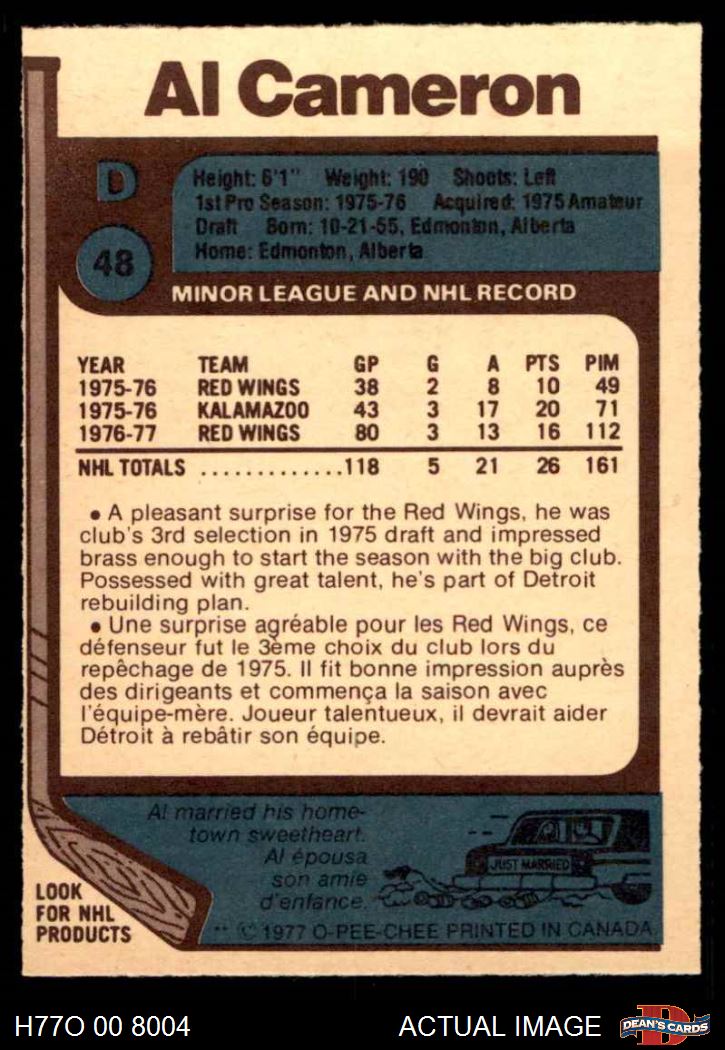 Al Cameron
D
48
Height: 6'1" Weight: 190 Shoots: Left
1st Pro Season: 1975-76 Acquired: 1975 Amateur
Draft Born: 10-21-55, Edmonton, Alberta
Home: Edmonton, Alberta
MINOR LEAGUE AND NHL RECORD
YEAR TEAM GP G A PTS PIM
1975-76 RED WINGS 38 2 8 10 49
1975-76 KALAMAZOO 43 3 17 20 71
1976-77 RED WINGS 80 3 13 16 112
NHL TOTALS .............118 5 21 26 161
• A pleasant surprise for the Red Wings, he was
club's 3rd selection in 1975 draft and impressed
brass enough to start the season with the big club.
Possessed with great talent, he's part of Detroit
rebuilding plan.
• Une surprise agréable pour les Red Wings, ce
défenseur fut le 3ème choix du club lors du
repêchage de 1975. Il fit bonne impression auprès
des dirigeants et commença la saison avec
l'équipe-mère. Joueur talentueux, il devrait aider
Détroit à rebâtir son équipe.
Al married his home-
town sweetheart.
Al épousa
son amie
d'enfance.
JUST MARRIED
LOOK
FOR NHL
PRODUCTS
** © 1977 O-PEE-CHEE PRINTED IN CANADA
H77O 00 8004
ACTUAL IMAGE
D
DEAN'S CARDS